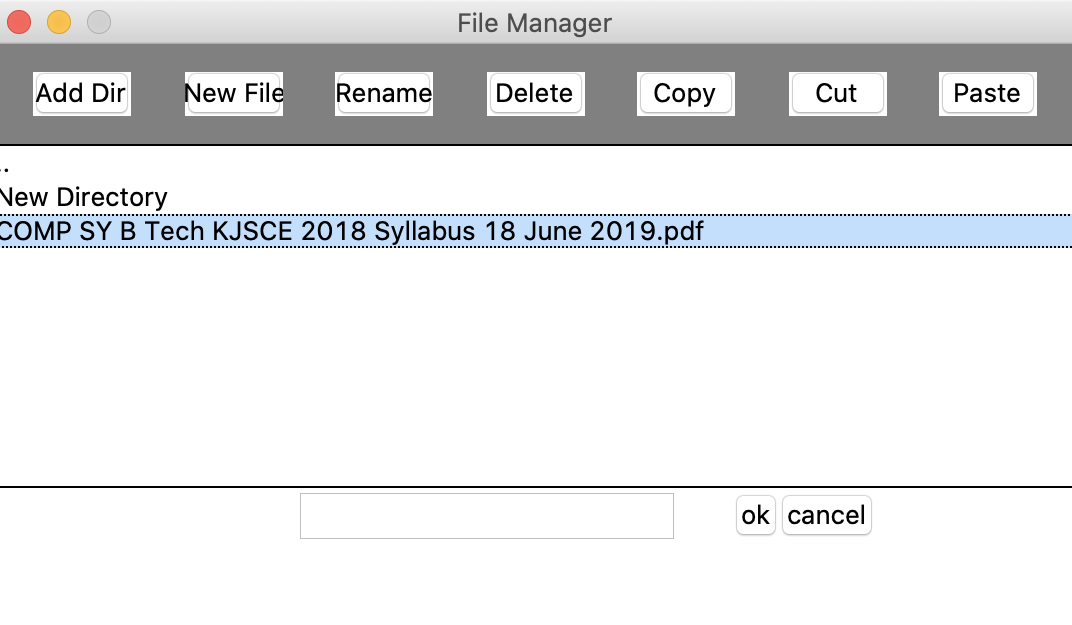 File Manager
Add Dir New File Rename Delete Copy Cut Paste
..
New Directory
COMP SY B Tech KJSCE 2018 Syllabus 18 June 2019.pdf
ok cancel